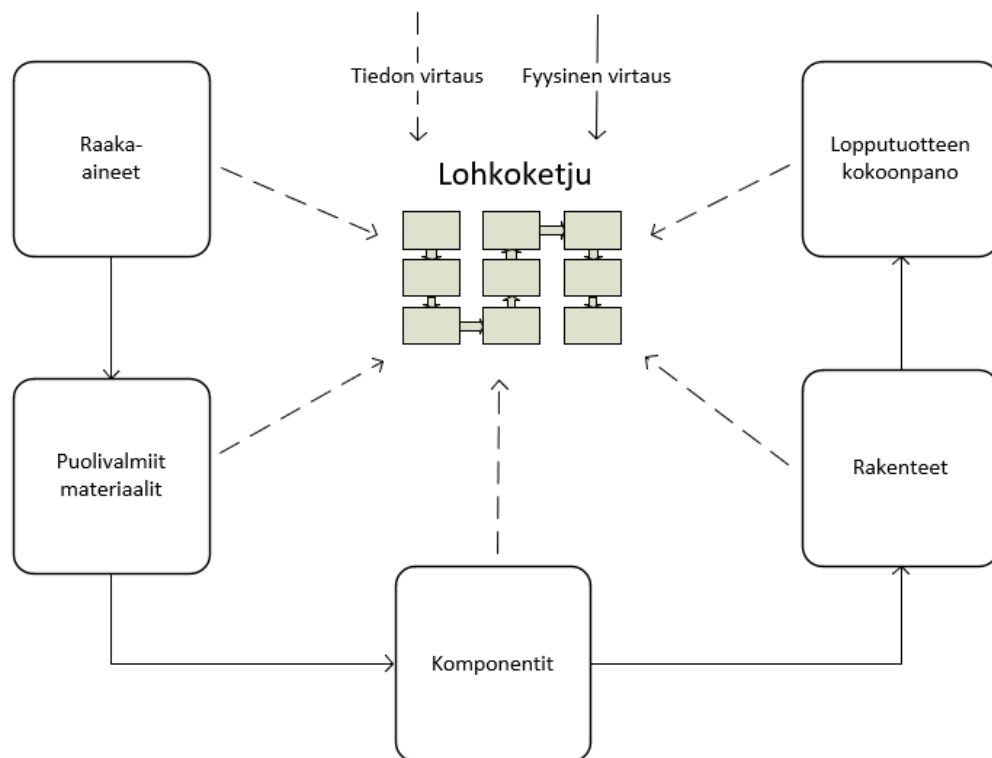 Tiedon virtaus
Fyysinen virtaus
Raaka-
aineet
Lohkoketju
Lopputuotteen
kokoonpano
Puolivalmiit
materiaalit
Rakenteet
Komponentit